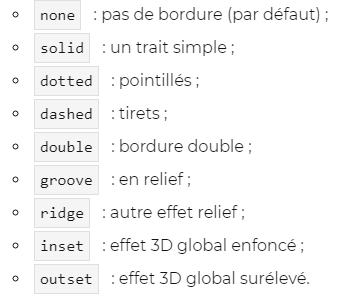 none : pas de bordure (par défaut) ;
solid : un trait simple ;
dotted : pointillés ;
dashed : tirets ;
double : bordure double ;
groove : en relief ;
ridge : autre effet relief ;
inset : effet 3D global enfoncé ;
outset : effet 3D global surélevé.